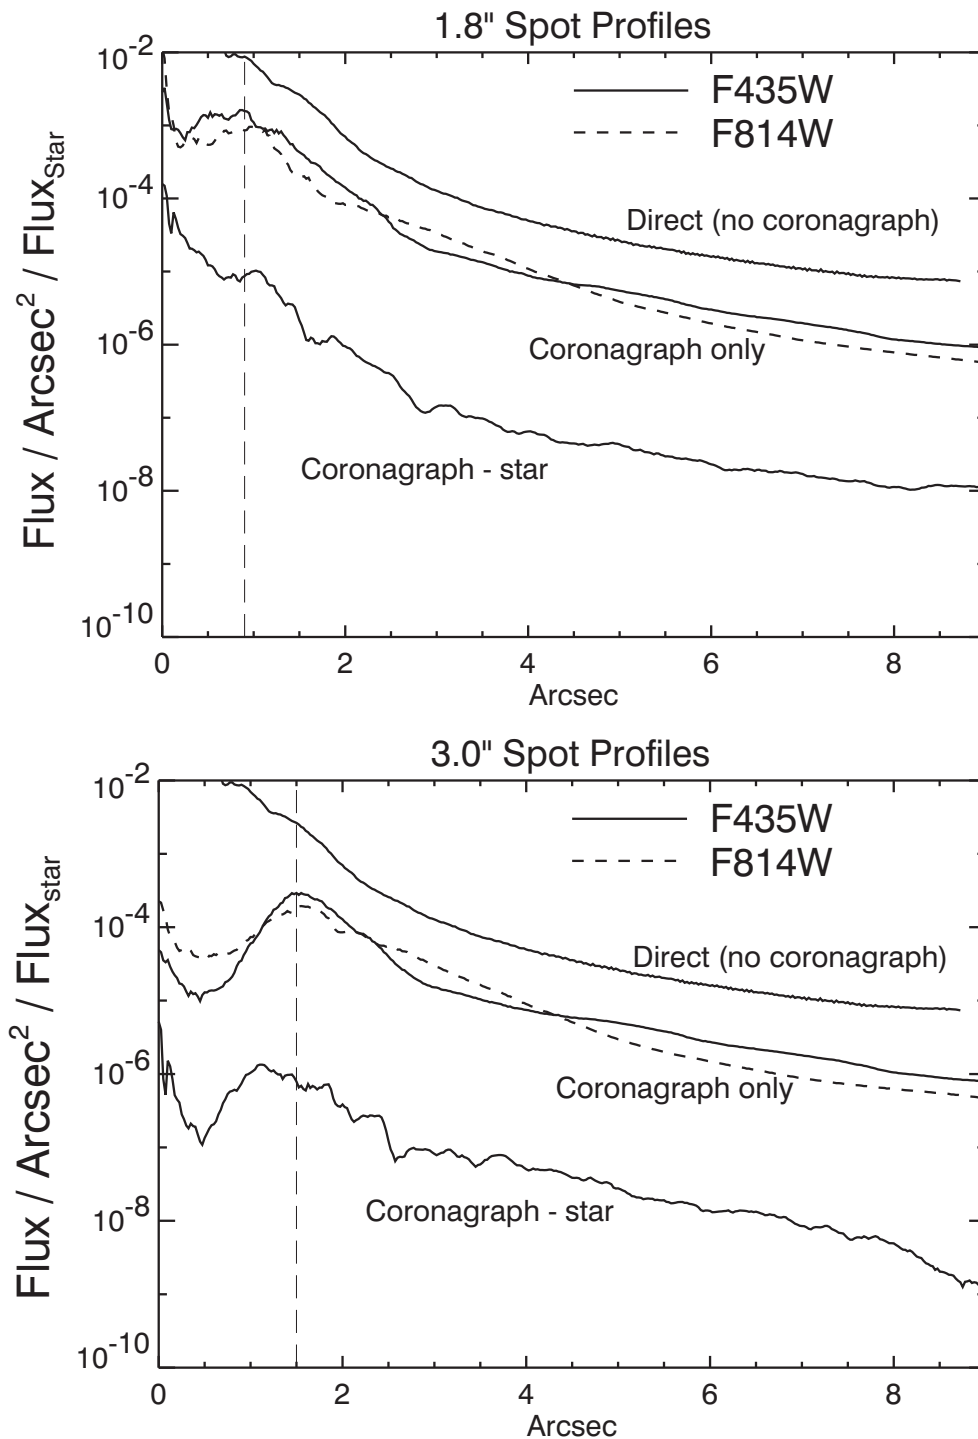 1.8" Spot Profiles
10-2
F435W
F814W
10-4
Direct (no coronagraph)
10-6
Coronagraph only
Coronagraph - star
10-8
10-10
Flux / Arcsec2 / FluxStar
0 2 4 6 8
Arcsec
3.0" Spot Profiles
10-2
F435W
F814W
10-4
Direct (no coronagraph)
10-6
Coronagraph only
Coronagraph - star
10-8
10-10
Flux / Arcsec2 / Fluxstar
0 2 4 6 8
Arcsec